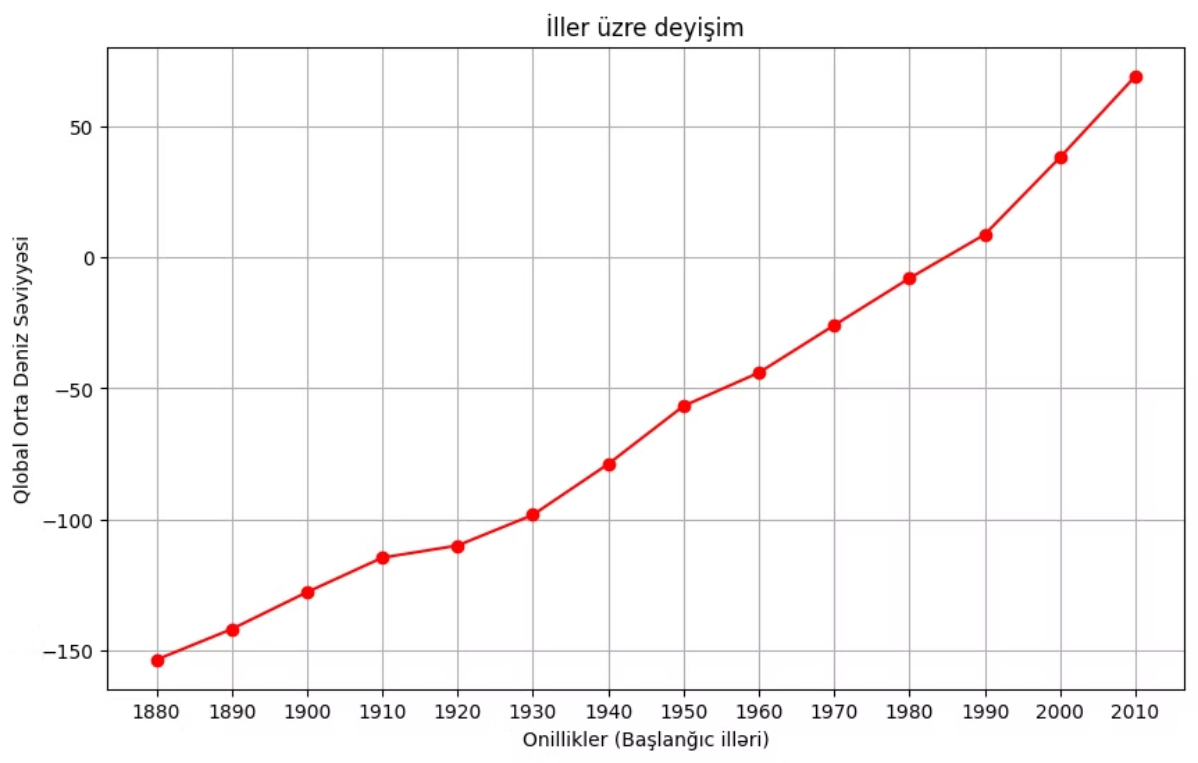 İller üzre deyişim
Qlobal Orta Dəniz Səviyyəsi
50
0
−50
−100
−150
1880 1890 1900 1910 1920 1930 1940 1950 1960 1970 1980 1990 2000 2010
Onillikler (Başlanğıc illəri)